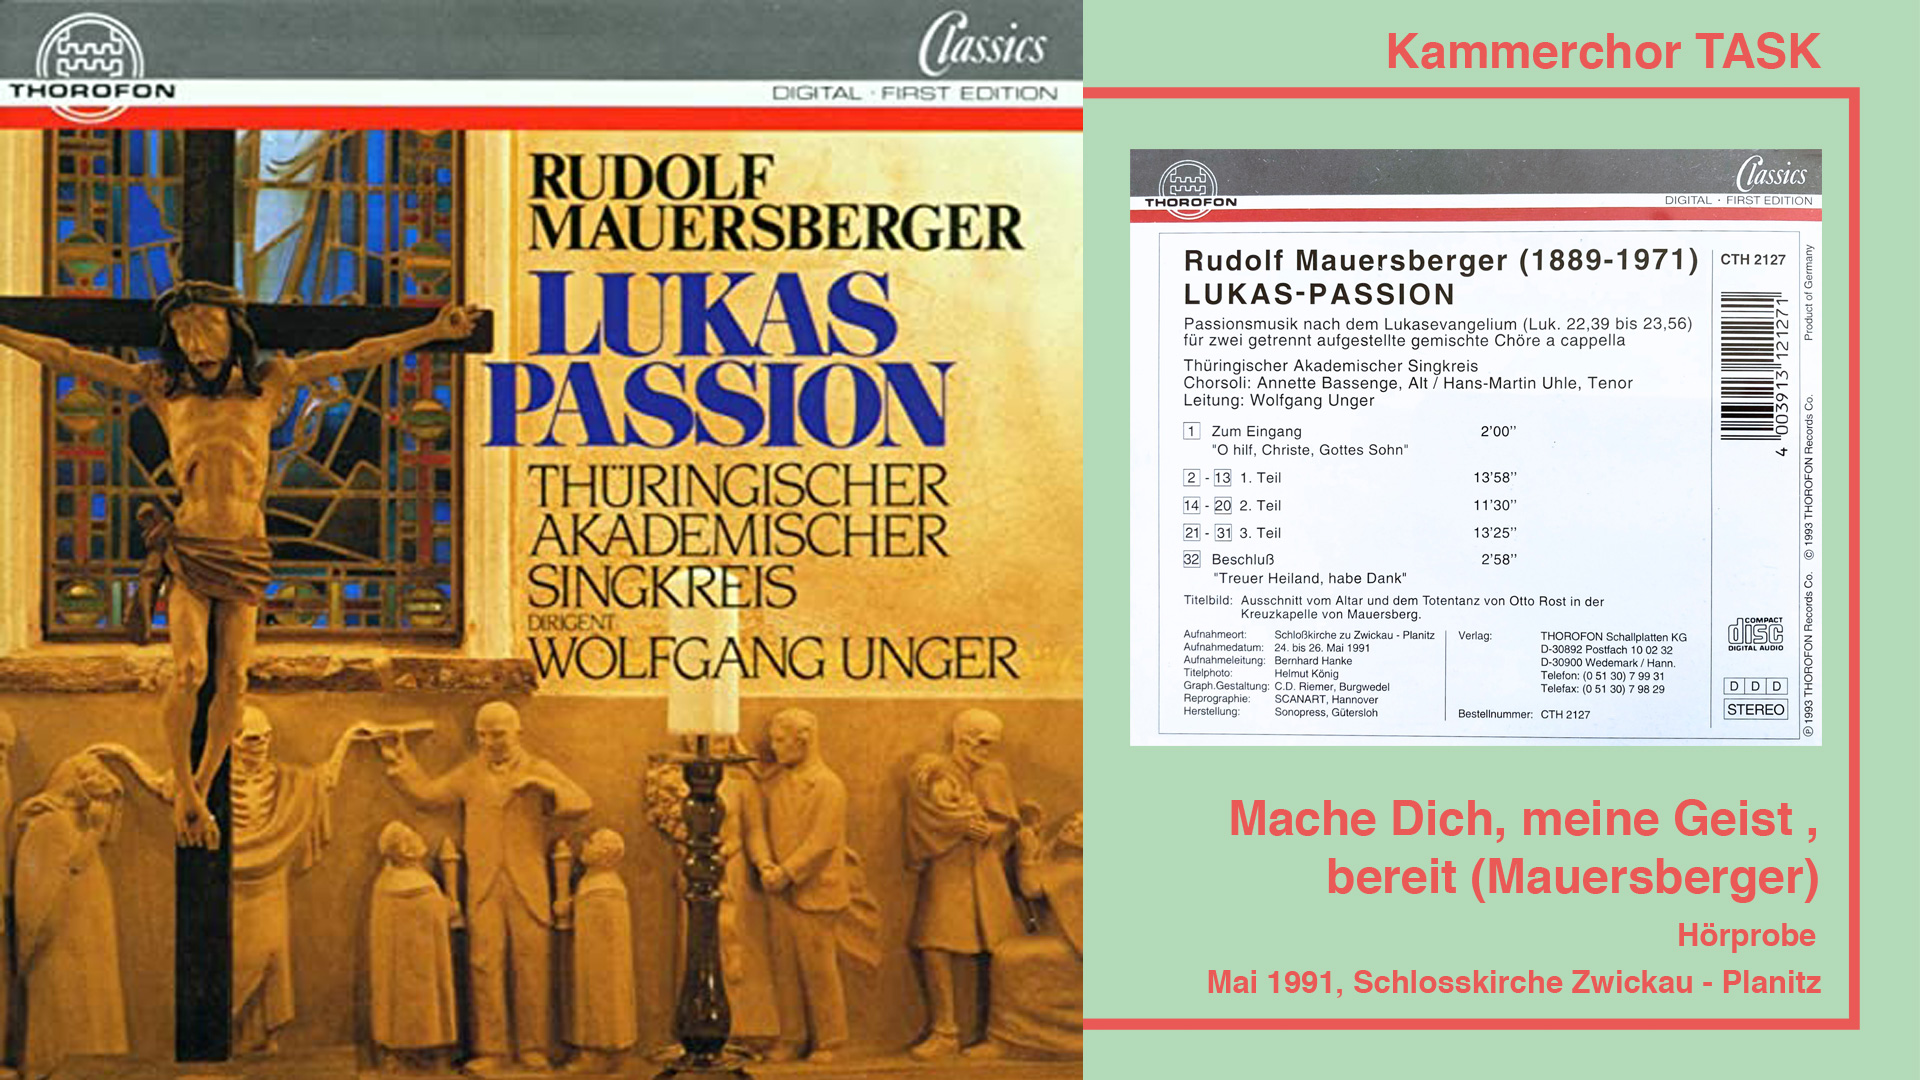 THOROFON
Classics
DIGITAL · FIRST EDITION
RUDOLF
MAUERSBERGER
LUKAS
PASSION
THÜRINGISCHER
AKADEMISCHER
SINGKREIS
DIRIGENT
WOLFGANG UNGER
Kammerchor TASK
THOROFON
Classics
DIGITAL · FIRST EDITION
Rudolf Mauersberger (1889-1971)
LUKAS-PASSION
Passionsmusik nach dem Lukasevangelium (Luk. 22,39 bis 23,56)
für zwei getrennt aufgestellte gemischte Chöre a cappella
Thüringischer Akademischer Singkreis
Chorsoli: Annette Bassenge, Alt / Hans-Martin Uhle, Tenor
Leitung: Wolfgang Unger
1 Zum Eingang 2'00''
"O hilf, Christe, Gottes Sohn"
2 - 13 1. Teil 13'58''
14 - 20 2. Teil 11'30''
21 - 31 3. Teil 13'25''
32 Beschluß 2'58''
"Treuer Heiland, habe Dank"
Titelbild: Ausschnitt vom Altar und dem Totentanz von Otto Rost in der
Kreuzkapelle von Mauersberg.
Aufnahmeort: Schloßkirche zu Zwickau - Planitz
Aufnahmedatum: 24. bis 26. Mai 1991
Aufnahmeleitung: Bernhard Hanke
Titelphoto: Helmut König
Graph.Gestaltung: C.D. Riemer, Burgwedel
Reprographie: SCANART, Hannover
Herstellung: Sonopress, Gütersloh
Verlag: THOROFON Schallplatten KG
D-30892 Postfach 10 02 32
D-30900 Wedemark / Hann.
Telefon: (0 51 30) 7 99 31
Telefax: (0 51 30) 7 98 29
Bestellnummer: CTH 2127
CTH 2127
4 003913 121271
COMPACT
disc
DIGITAL AUDIO
D D D
STEREO
℗ 1993 THOROFON Records Co. © 1993 THOROFON Records Co. Product of Germany
Mache Dich, meine Geist ,
bereit (Mauersberger)
Hörprobe
Mai 1991, Schlosskirche Zwickau - Planitz